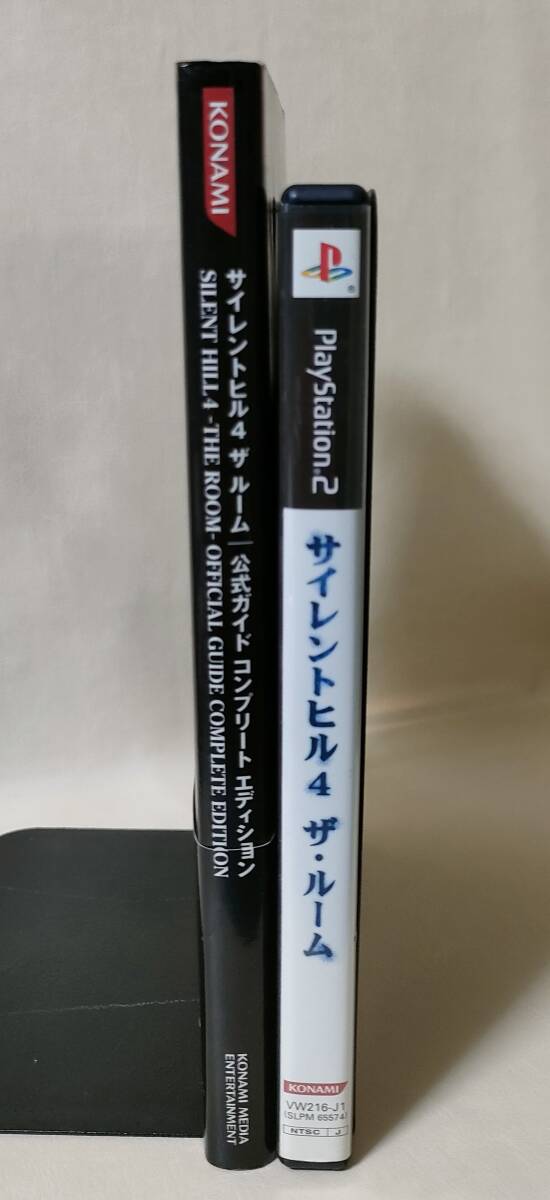 KONAMI
サイレントヒル4 ザ ルーム｜公式ガイド コンプリート エディション
SILENT HILL 4 -THE ROOM- OFFICIAL GUIDE COMPLETE EDITION
KONAMI MEDIA
ENTERTAINMENT
PlayStation®2
サイレントヒル4 ザ・ルーム
KONAMI
VW216-J1
(SLPM 65574)
NTSC J